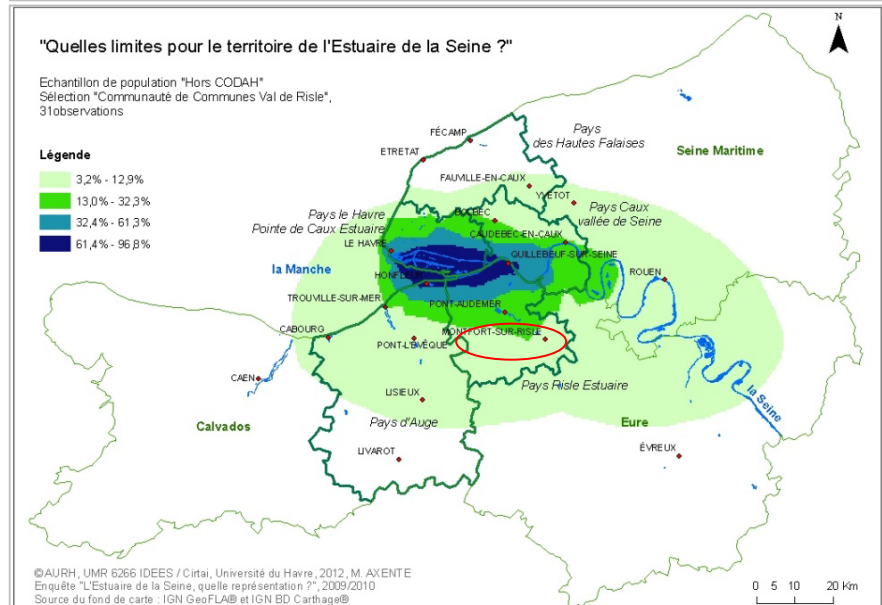 N
"Quelles limites pour le territoire de l'Estuaire de la Seine ?"
Echantillon de population "Hors CODAH"
Sélection "Communauté de Communes Val de Risle",
31observations
Légende
3,2% - 12,9%
13,0% - 32,3%
32,4% - 61,3%
61,4% - 96,8%
FÉCAMP
ETRETAT
Pays
des Hautes Falaises
Seine Maritime
FAUVILLE-EN-CAUX
YVETOT
Pays le Havre
Pointe de Caux Estuaire
BOLBEC
Pays Caux
vallée de Seine
CAUDEBEC-EN-CAUX
LE HAVRE
QUILLEBEUF-SUR-SEINE
la Manche
HONFLEUR
ROUEN
TROUVILLE-SUR-MER
PONT-AUDEMER
CABOURG
MONTFORT-SUR-RISLE
PONT-L'EVÊQUE
CAEN
Pays Risle Estuaire
LISIEUX
la Seine
Calvados
Pays d'Auge
Eure
LIVAROT
ÉVREUX
©AURH, UMR 6266 IDEES / Cirtai, Université du Havre, 2012, M. AXENTE
Enquête "L'Estuaire de la Seine, quelle représentation ?", 2009/2010
Source du fond de carte : IGN GeoFLA® et IGN BD Carthage®
0 5 10 20 Km